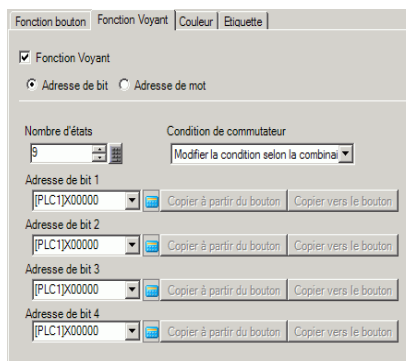 Fonction bouton Fonction Voyant Couleur Etiquette
Fonction Voyant
Adresse de bit Adresse de mot
Nombre d'états Condition de commutateur
9 Modifier la condition selon la combinai
Adresse de bit 1
[PLC1]X00000 Copier à partir du bouton Copier vers le bouton
Adresse de bit 2
[PLC1]X00000 Copier à partir du bouton Copier vers le bouton
Adresse de bit 3
[PLC1]X00000 Copier à partir du bouton Copier vers le bouton
Adresse de bit 4
[PLC1]X00000 Copier à partir du bouton Copier vers le bouton